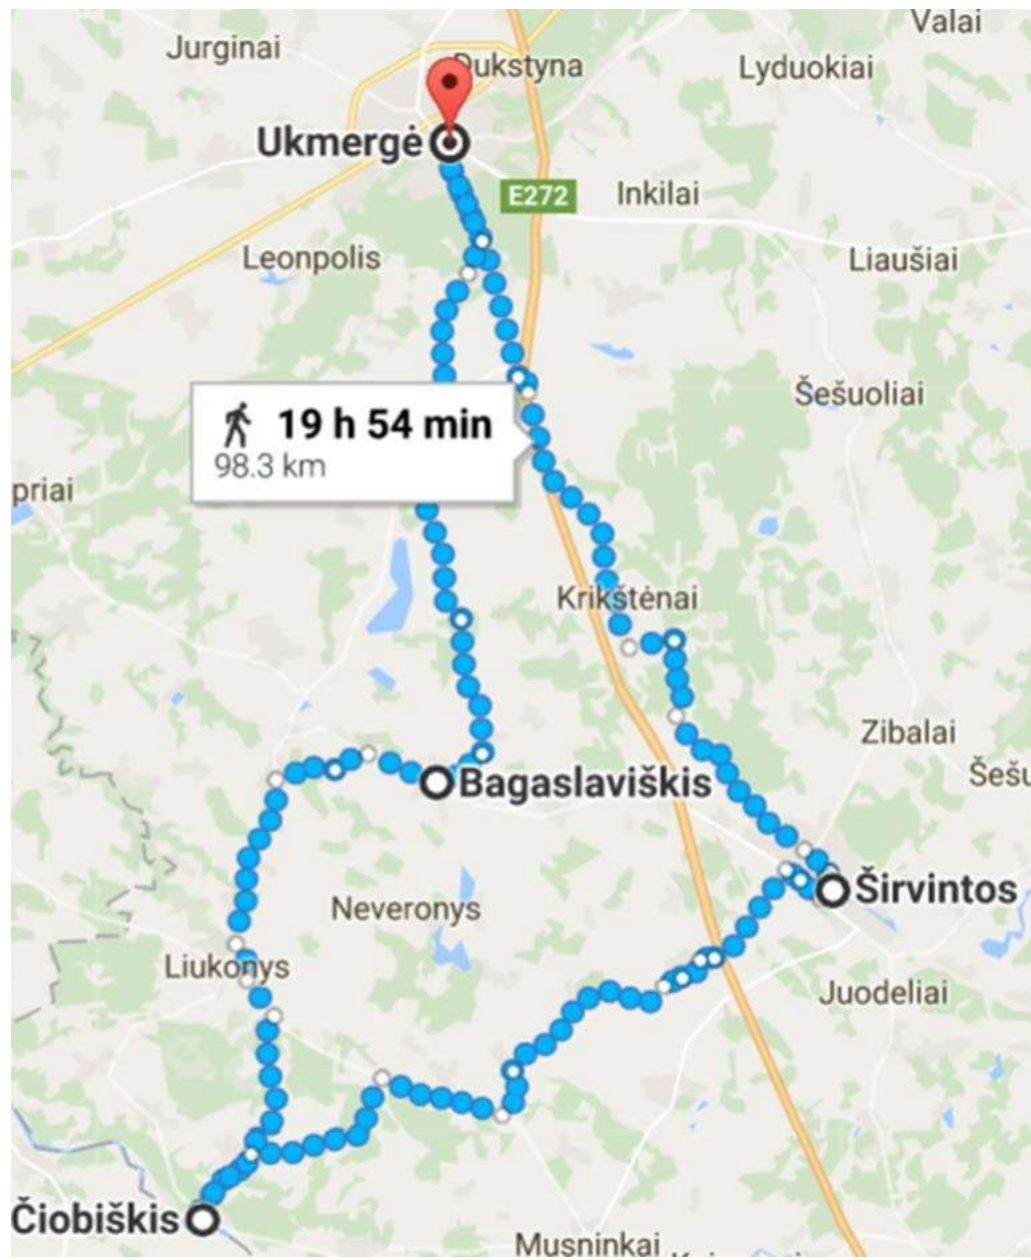 Valai
Jurginai
Dukstyna
Lyduokiai
Ukmergė
E272
Inkilai
Leonpolis
Liaušiai
Šešuoliai
19 h 54 min
98.3 km
priai
Krikštėnai
Zibalai
Šešu
Bagaslaviškis
Širvintos
Neveronys
Liukonys
Juodeliai
Čiobiškis
Musninkai